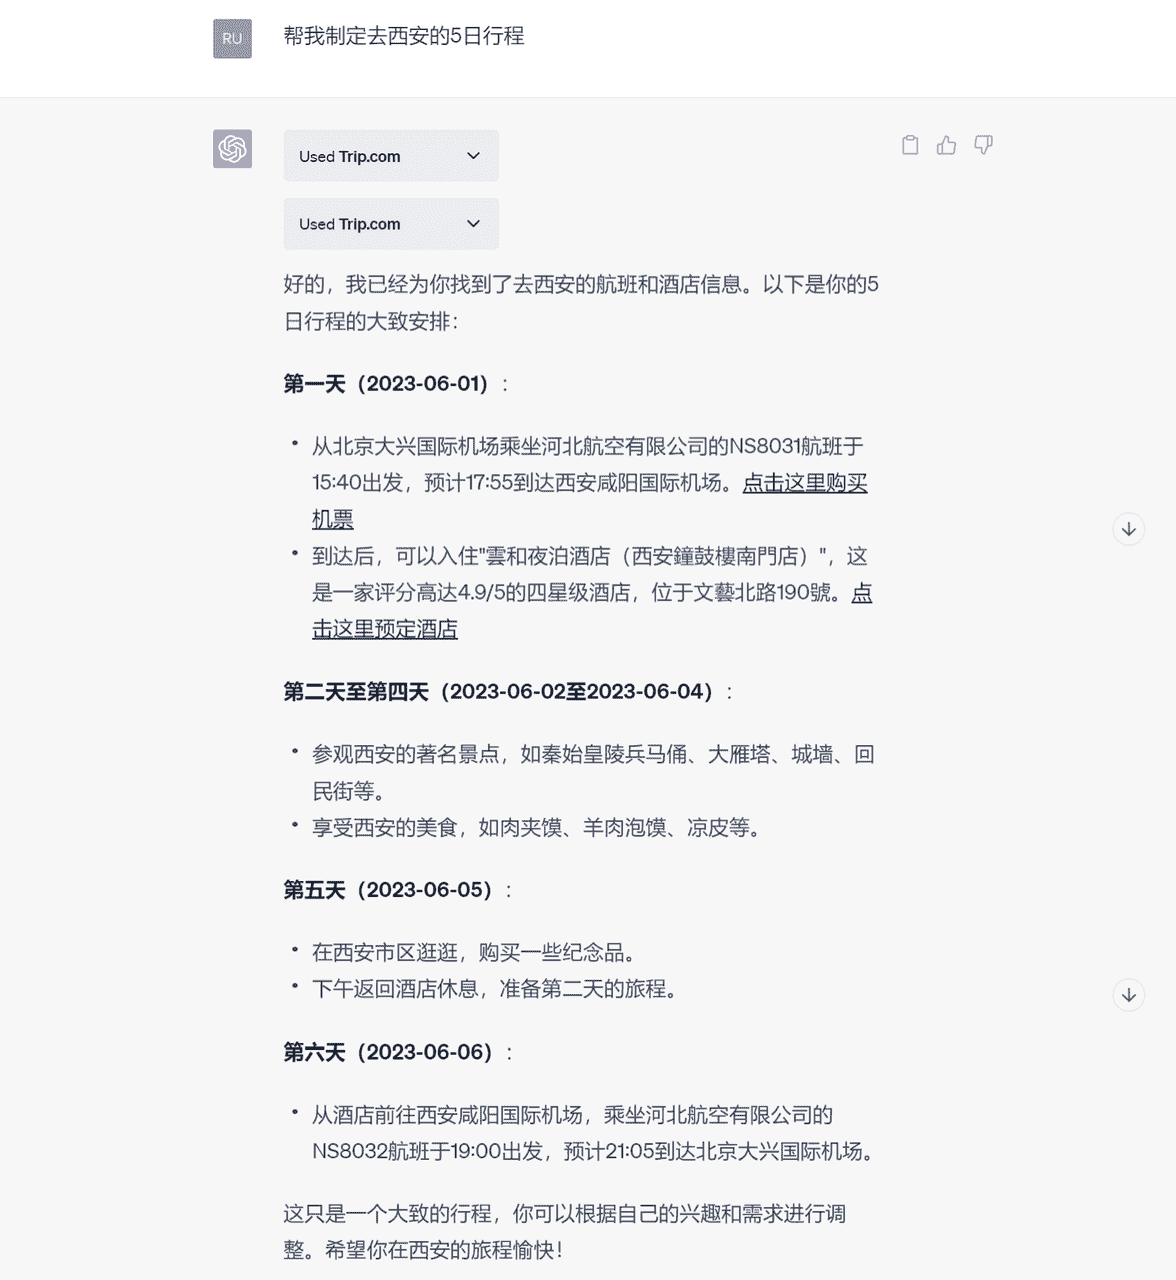 RU
帮我制定去西安的5日行程
Used Trip.com
Used Trip.com
好的，我已经为你找到了去西安的航班和酒店信息。以下是你的5
日行程的大致安排：
第一天（2023-06-01）：
• 从北京大兴国际机场乘坐河北航空有限公司的NS8031航班于
15:40出发，预计17:55到达西安咸阳国际机场。点击这里购买
机票
• 到达后，可以入住"雲和夜泊酒店（西安鐘鼓樓南門店）"，这
是一家评分高达4.9/5的四星级酒店，位于文藝北路190號。点
击这里预定酒店
第二天至第四天（2023-06-02至2023-06-04）：
• 参观西安的著名景点，如秦始皇陵兵马俑、大雁塔、城墙、回
民街等。
• 享受西安的美食，如肉夹馍、羊肉泡馍、凉皮等。
第五天（2023-06-05）：
• 在西安市区逛逛，购买一些纪念品。
• 下午返回酒店休息，准备第二天的旅程。
第六天（2023-06-06）：
• 从酒店前往西安咸阳国际机场，乘坐河北航空有限公司的
NS8032航班于19:00出发，预计21:05到达北京大兴国际机场。
这只是一个大致的行程，你可以根据自己的兴趣和需求进行调
整。希望你在西安的旅程愉快！